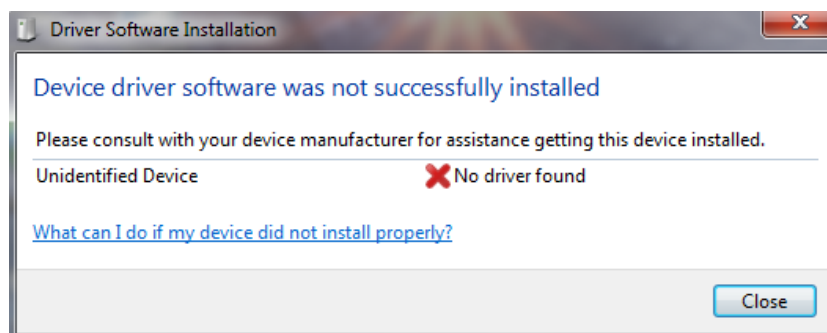 Driver Software Installation
Device driver software was not successfully installed
Please consult with your device manufacturer for assistance getting this device installed.
Unidentified Device No driver found
What can I do if my device did not install properly?
Close